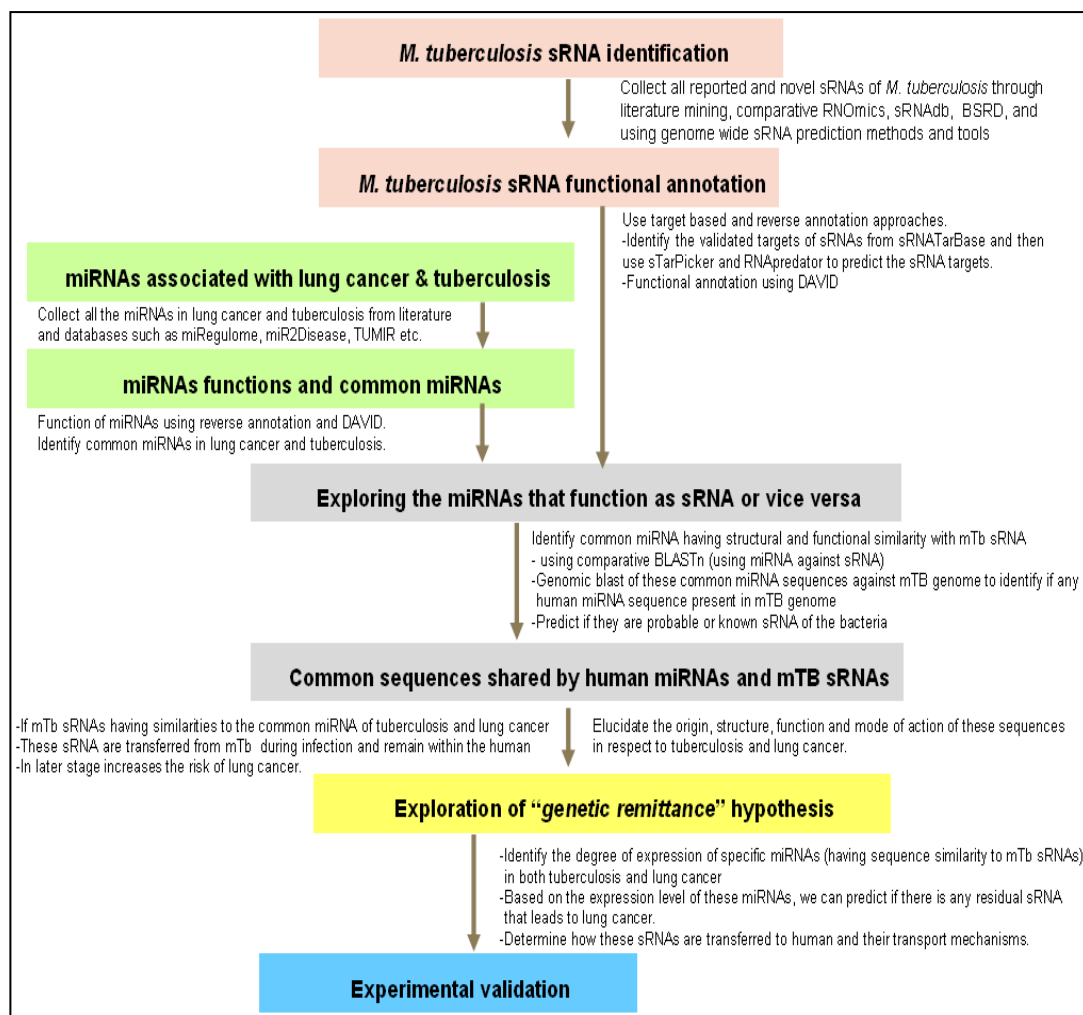 M. tuberculosis sRNA identification
Collect all reported and novel sRNAs of M. tuberculosis through
literature mining, comparative RNOmics, sRNAdb, BSRD, and
using genome wide sRNA prediction methods and tools
M. tuberculosis sRNA functional annotation
Use target based and reverse annotation approaches.
-Identify the validated targets of sRNAs from sRNATarBase and then
use sTarPicker and RNApredator to predict the sRNA targets.
-Functional annotation using DAVID
miRNAs associated with lung cancer & tuberculosis
Collect all the miRNAs in lung cancer and tuberculosis from literature
and databases such as miRegulome, miR2Disease, TUMIR etc.
miRNAs functions and common miRNAs
Function of miRNAs using reverse annotation and DAVID.
Identify common miRNAs in lung cancer and tuberculosis.
Exploring the miRNAs that function as sRNA or vice versa
Identify common miRNA having structural and functional similarity with mTb sRNA
- using comparative BLASTn (using miRNA against sRNA)
-Genomic blast of these common miRNA sequences against mTB genome to identify if any
human miRNA sequence present in mTB genome
-Predict if they are probable or known sRNA of the bacteria
Common sequences shared by human miRNAs and mTB sRNAs
-If mTb sRNAs having similarities to the common miRNA of tuberculosis and lung cancer
-These sRNA are transferred from mTb during infection and remain within the human
-In later stage increases the risk of lung cancer.
Elucidate the origin, structure, function and mode of action of these sequences
in respect to tuberculosis and lung cancer.
Exploration of “genetic remittance” hypothesis
-Identify the degree of expression of specific miRNAs (having sequence similarity to mTb sRNAs)
in both tuberculosis and lung cancer
-Based on the expression level of these miRNAs, we can predict if there is any residual sRNA
that leads to lung cancer.
-Determine how these sRNAs are transferred to human and their transport mechanisms.
Experimental validation